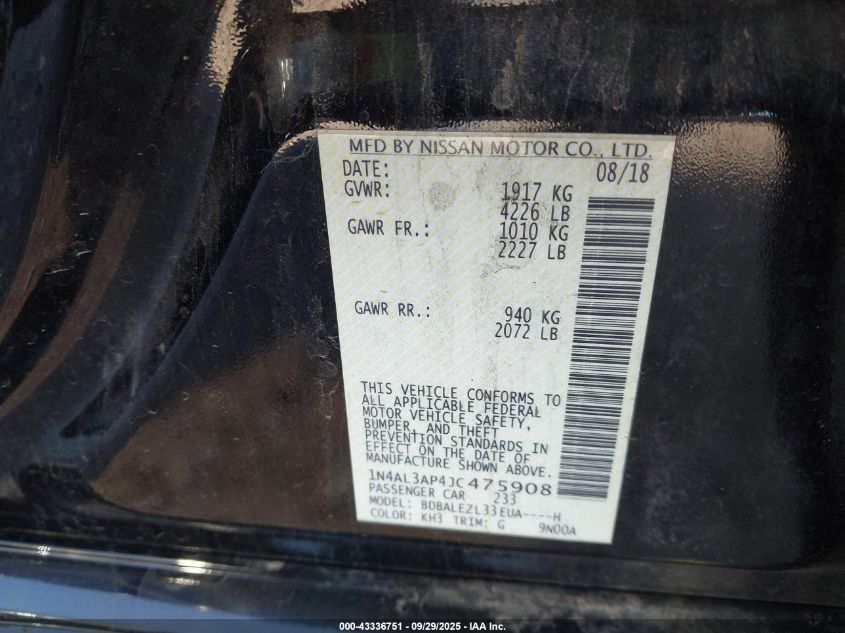 MFD BY NISSAN MOTOR CO., LTD.
DATE: 08/18
GVWR: 1917 KG
4226 LB
GAWR FR.: 1010 KG
2227 LB
GAWR RR.: 940 KG
2072 LB
THIS VEHICLE CONFORMS TO
ALL APPLICABLE FEDERAL
MOTOR VEHICLE SAFETY,
BUMPER, AND THEFT
PREVENTION STANDARDS IN
EFFECT ON THE DATE OF
MANUFACTURE SHOWN ABOVE.
1N4AL3AP4JC475908
PASSENGER CAR 233
MODEL: BDBALEZL33EUA----H
COLOR: KH3 TRIM: G 9N00A
000-43336751 - 09/29/2025 - IAA Inc.